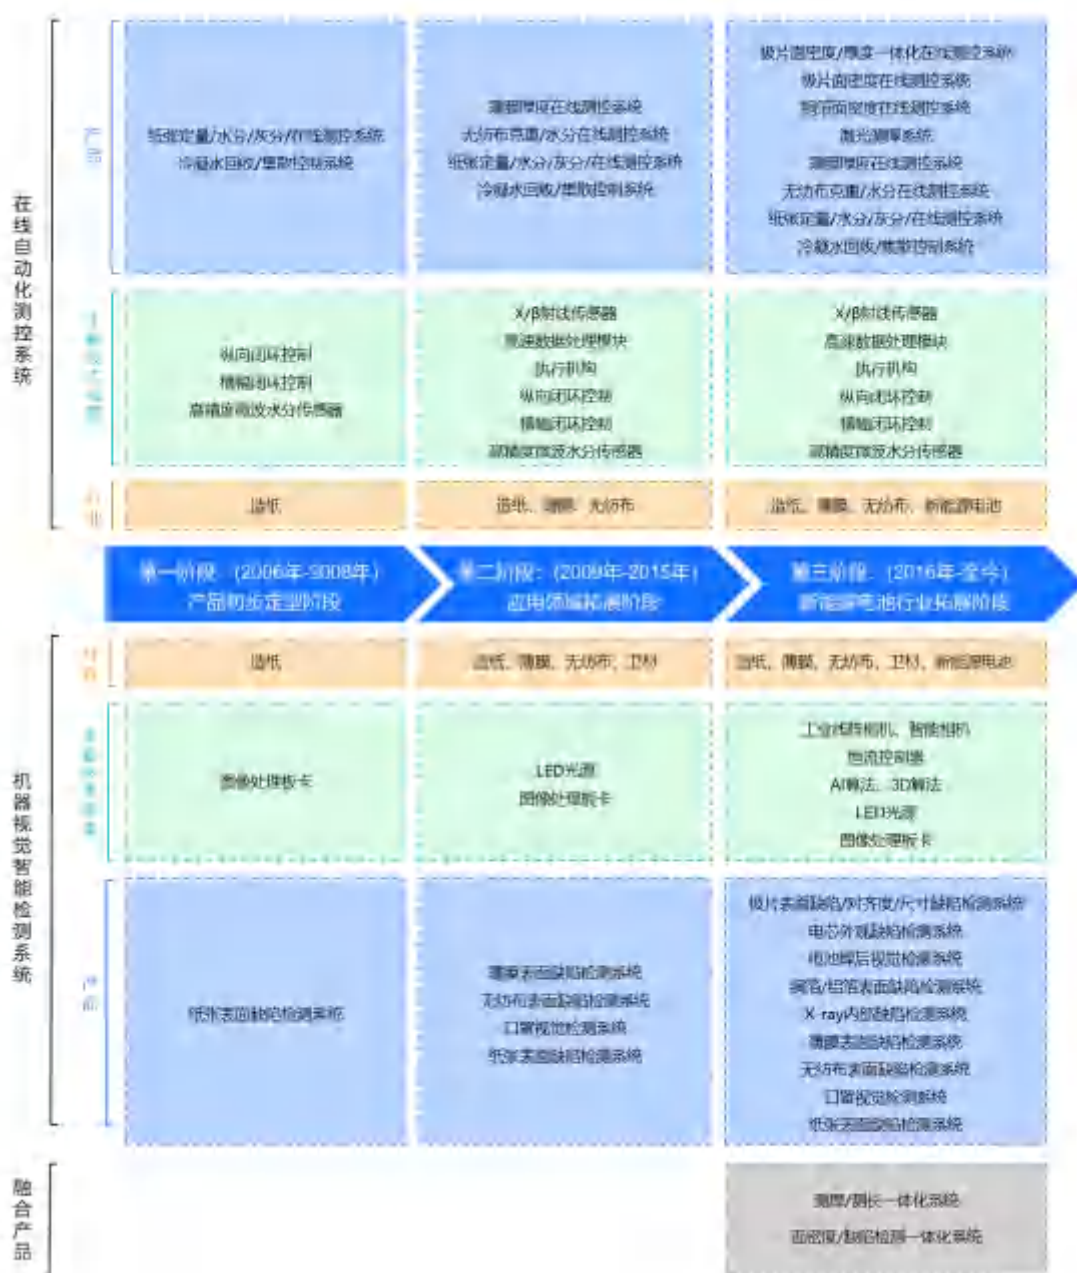 在线自动化测控系统
产品
纸张定量/水分/灰分/在线测控系统
冷凝水回收/集散控制系统
薄膜厚度在线测控系统
无纺布克重/水分在线测控系统
纸张定量/水分/灰分/在线测控系统
冷凝水回收/集散控制系统
极片面密度/厚度一体化在线测控系统
极片面密度在线测控系统
铜箔面密度在线测控系统
激光测厚系统
薄膜厚度在线测控系统
无纺布克重/水分在线测控系统
纸张定量/水分/灰分/在线测控系统
冷凝水回收/集散控制系统
纵向闭环控制
横幅闭环控制
高精度微波水分传感器
X/β射线传感器
高速数据处理模块
执行机构
纵向闭环控制
横幅闭环控制
高精度微波水分传感器
X/β射线传感器
高速数据处理模块
执行机构
纵向闭环控制
横幅闭环控制
高精度微波水分传感器
行业
造纸
造纸、薄膜、无纺布
造纸、薄膜、无纺布、新能源电池
第一阶段：（2006年-2008年）
产品初步定型阶段
第二阶段：（2009年-2015年）
应用领域拓展阶段
第三阶段：（2016年-至今）
新能源电池行业拓展阶段
机器视觉智能检测系统
行业
造纸
造纸、薄膜、无纺布、卫材
造纸、薄膜、无纺布、卫材、新能源电池
图像处理板卡
LED光源
图像处理板卡
工业线阵相机、智能相机
恒流控制器
AI算法、3D算法
LED光源
图像处理板卡
产品
纸张表面缺陷检测系统
薄膜表面缺陷检测系统
无纺布表面缺陷检测系统
口罩视觉检测系统
纸张表面缺陷检测系统
极片表面缺陷/对齐度/尺寸缺陷检测系统
电芯外观缺陷检测系统
电池焊后视觉检测系统
铜箔/铝箔表面缺陷检测系统
X-ray内部缺陷检测系统
薄膜表面缺陷检测系统
无纺布表面缺陷检测系统
口罩视觉检测系统
纸张表面缺陷检测系统
融合产品
测厚/测长一体化系统
面密度/缺陷检测一体化系统